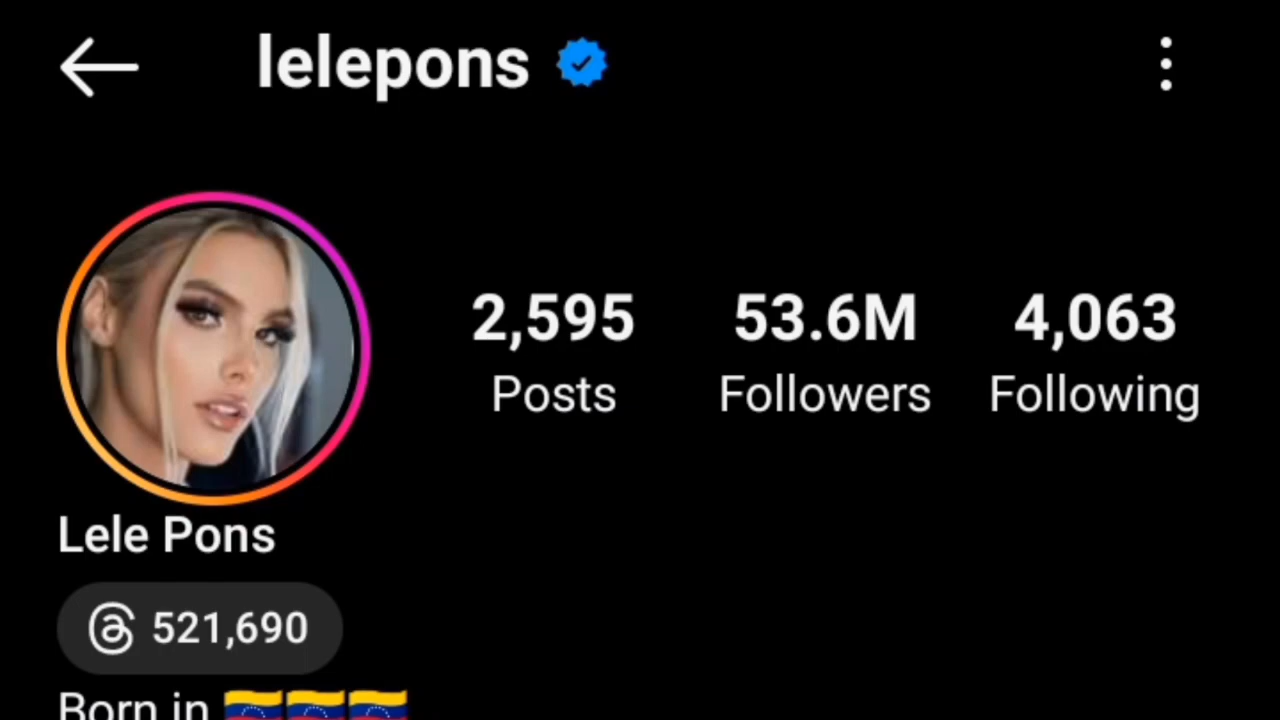 lelepons
2,595 53.6M 4,063
Posts Followers Following
Lele Pons
521,690
Born in 🇻🇪🇻🇪🇻🇪